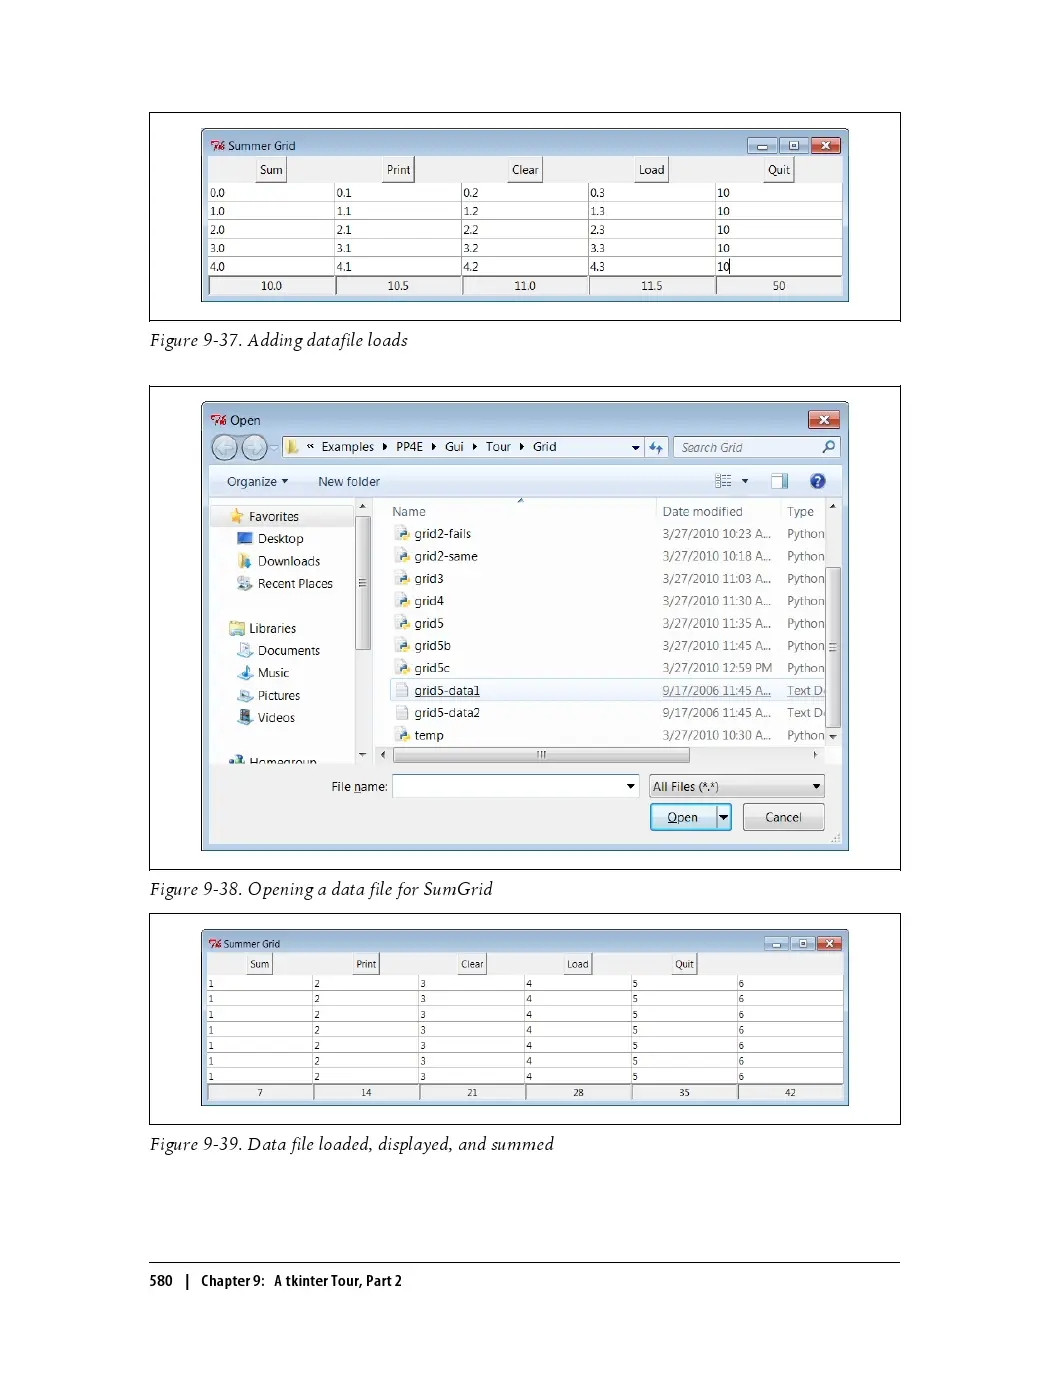 Summer Grid
Sum Print Clear Load Quit
0.0 0.1 0.2 0.3 10
1.0 1.1 1.2 1.3 10
2.0 2.1 2.2 2.3 10
3.0 3.1 3.2 3.3 10
4.0 4.1 4.2 4.3 10
10.0 10.5 11.0 11.5 50
Figure 9-37. Adding datafile loads
Open
« Examples PP4E Gui Tour Grid Search Grid
Organize New folder
Favorites
Desktop
Downloads
Recent Places
Libraries
Documents
Music
Pictures
Videos
Homegroup
Name Date modified Type
grid2-fails 3/27/2010 10:23 A... Python
grid2-same 3/27/2010 10:18 A... Python
grid3 3/27/2010 11:03 A... Python
grid4 3/27/2010 11:30 A... Python
grid5 3/27/2010 11:35 A... Python
grid5b 3/27/2010 11:45 A... Python
grid5c 3/27/2010 12:59 PM Python
grid5-data1 9/17/2006 11:45 A... Text D
grid5-data2 9/17/2006 11:45 A... Text D
temp 3/27/2010 10:30 A... Python
File name: All Files (*.*)
Open Cancel
Figure 9-38. Opening a data file for SumGrid
Summer Grid
Sum Print Clear Load Quit
1 2 3 4 5 6
1 2 3 4 5 6
1 2 3 4 5 6
1 2 3 4 5 6
1 2 3 4 5 6
1 2 3 4 5 6
1 2 3 4 5 6
7 14 21 28 35 42
Figure 9-39. Data file loaded, displayed, and summed
580 | Chapter 9: A tkinter Tour, Part 2